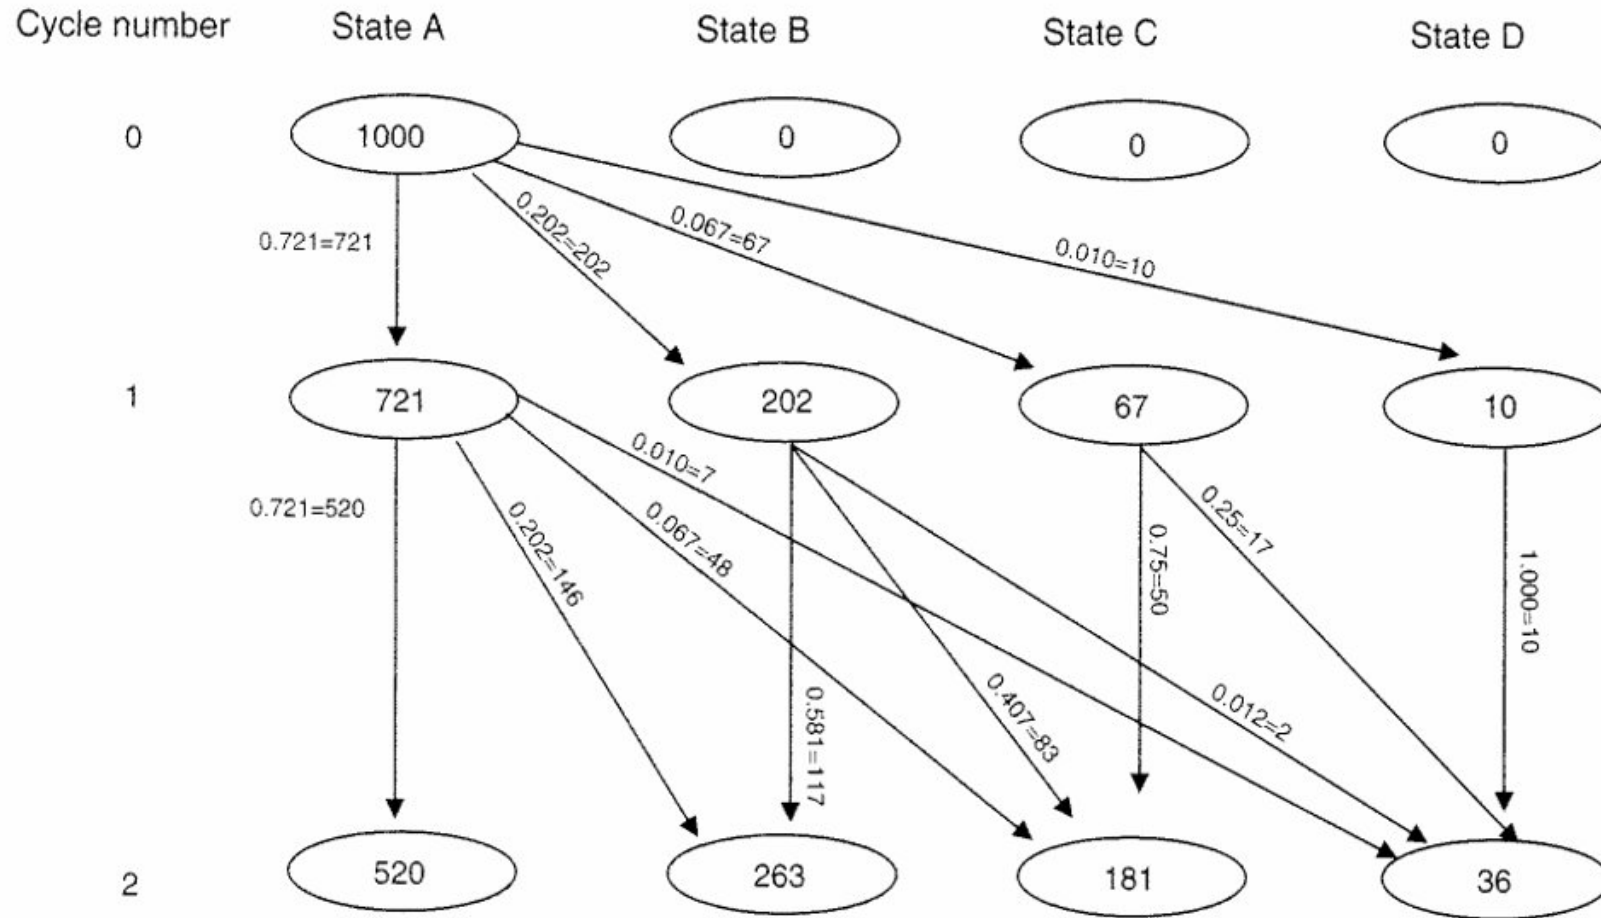 Cycle number State A State B State C State D
0 1000 0 0 0
0.721=721 0.202=202 0.067=67 0.010=10
1 721 202 67 10
0.721=520 0.202=146 0.067=48 0.010=7 0.581=117 0.407=83 0.012=2 0.75=50 0.25=17 1.000=10
2 520 263 181 36